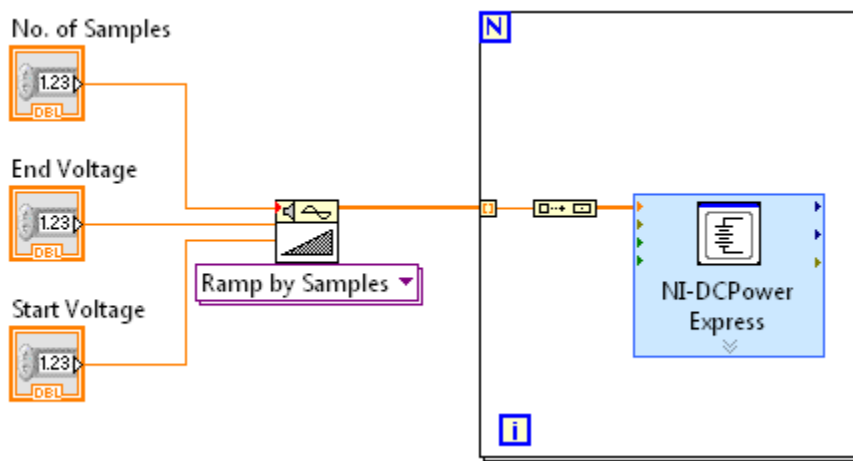 No. of Samples
1.23
DBL
N
End Voltage
1.23
DBL
Ramp by Samples
NI-DCPower
Express
Start Voltage
1.23
DBL
i